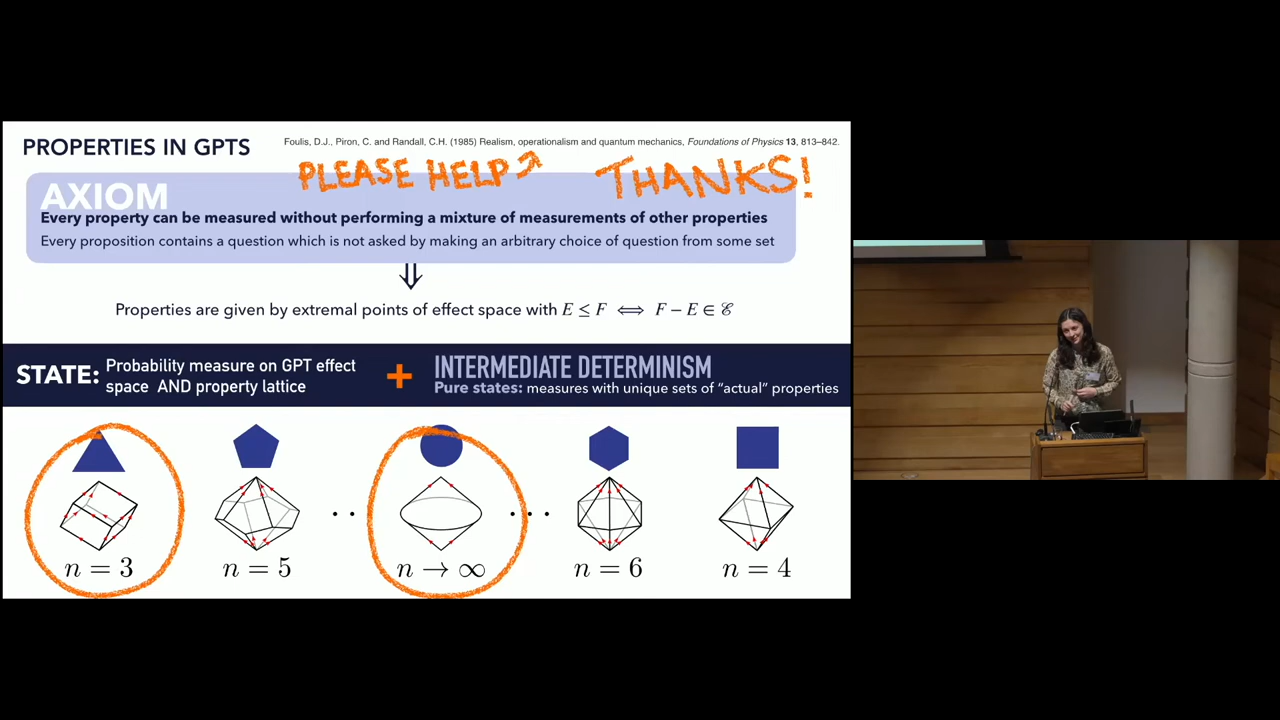 PROPERTIES IN GPTS
Foulis, D.J., Piron, C. and Randall, C.H. (1985) Realism, operationalism and quantum mechanics, Foundations of Physics 13, 813–842.
PLEASE HELP↗ THANKS!
AXIOM
Every property can be measured without performing a mixture of measurements of other properties
Every proposition contains a question which is not asked by making an arbitrary choice of question from some set
⇓
Properties are given by extremal points of effect space with E ≤ F ⟺ F − E ∈ ℰ
STATE: Probability measure on GPT effect
space AND property lattice
+
INTERMEDIATE DETERMINISM
Pure states: measures with unique sets of "actual" properties
n = 3
n = 5
n → ∞
n = 6
n = 4